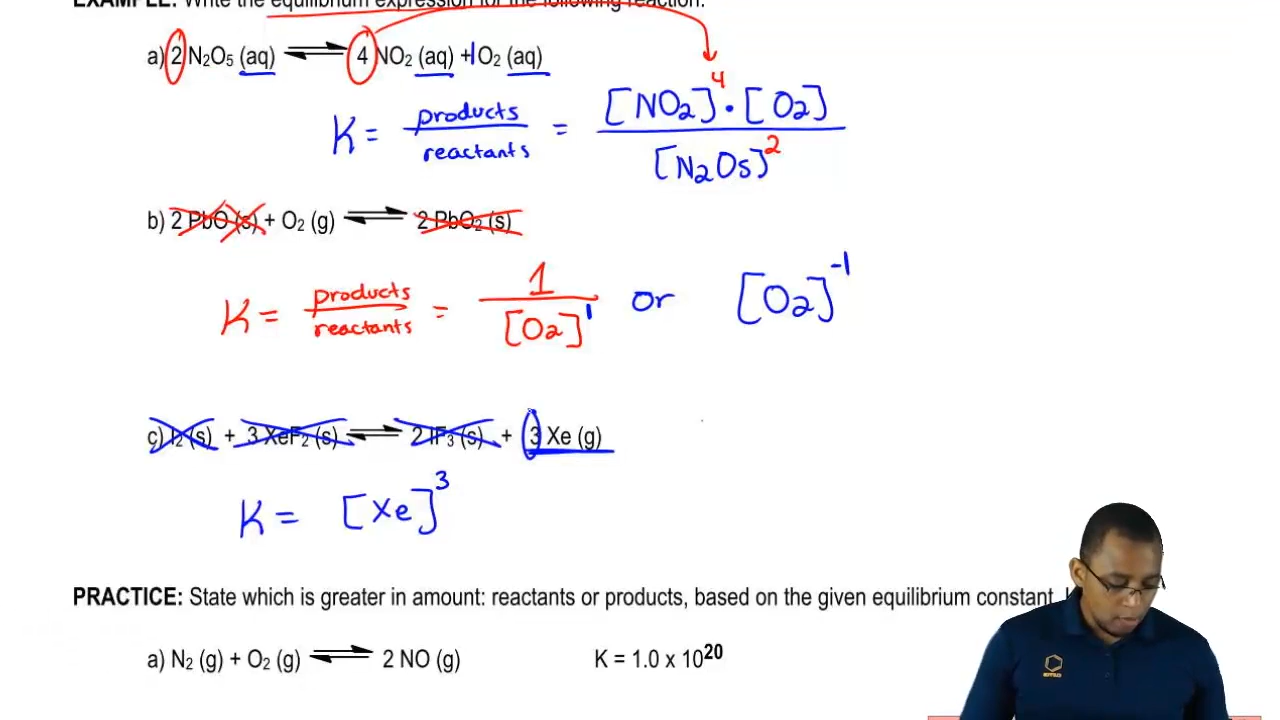 EXAMPLE: Write the equilibrium expression for the following reaction.
a) 2 N₂O₅ (aq) ⇌ 4 NO₂ (aq) + 1 O₂ (aq)
K = products/reactants = [NO₂]⁴ · [O₂] / [N₂O₅]²
b) 2 PbO (s) + O₂ (g) ⇌ 2 PbO₂ (s)
K = products/reactants = 1/[O₂]¹ or [O₂]⁻¹
c) I₂ (s) + 3 XeF₂ (s) ⇌ 2 IF₃ (s) + 3 Xe (g)
K = [Xe]³
PRACTICE: State which is greater in amount: reactants or products, based on the given equilibrium constant,
a) N₂ (g) + O₂ (g) ⇌ 2 NO (g) K = 1.0 x 10²⁰